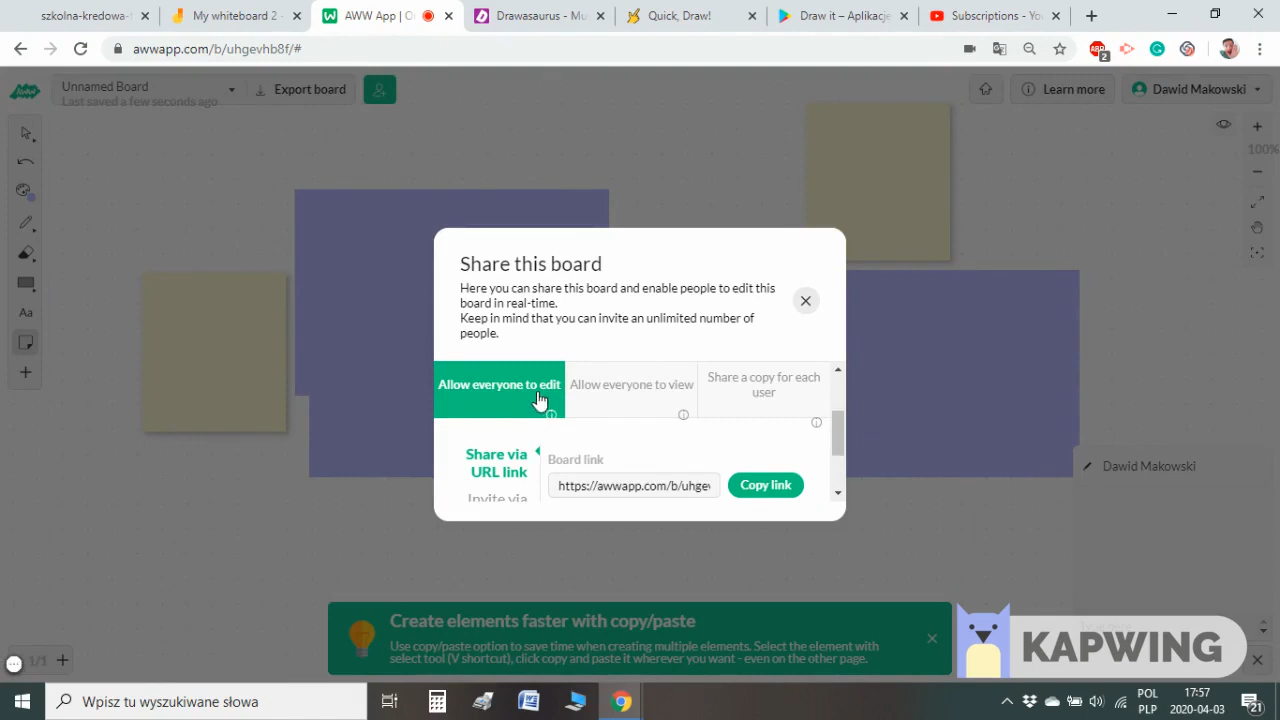 szkolna-kredowa-t
My whiteboard 2 -
AWW App | O
Drawasaurus - Mu
Quick, Draw!
Draw it – Aplikacje
Subscriptions - Yo
awwapp.com/b/uhgevhb8f/#
2
Unnamed Board
Last saved a few seconds ago
Export board
Learn more
Dawid Makowski
100%
Aa
Share this board
Here you can share this board and enable people to edit this
board in real-time.
Keep in mind that you can invite an unlimited number of
people.
Allow everyone to edit
Allow everyone to view
Share a copy for each
user
Share via
URL link
Board link
https://awwapp.com/b/uhge
Copy link
Invite via
Dawid Makowski
Create elements faster with copy/paste
Use copy/paste option to save time when creating multiple elements. Select the element with
select tool (V shortcut), click copy and paste it wherever you want - even on the other page.
KAPWING
1/1
Wpisz tu wyszukiwane słowa
POL
PLP
17:57
2020-04-03
21